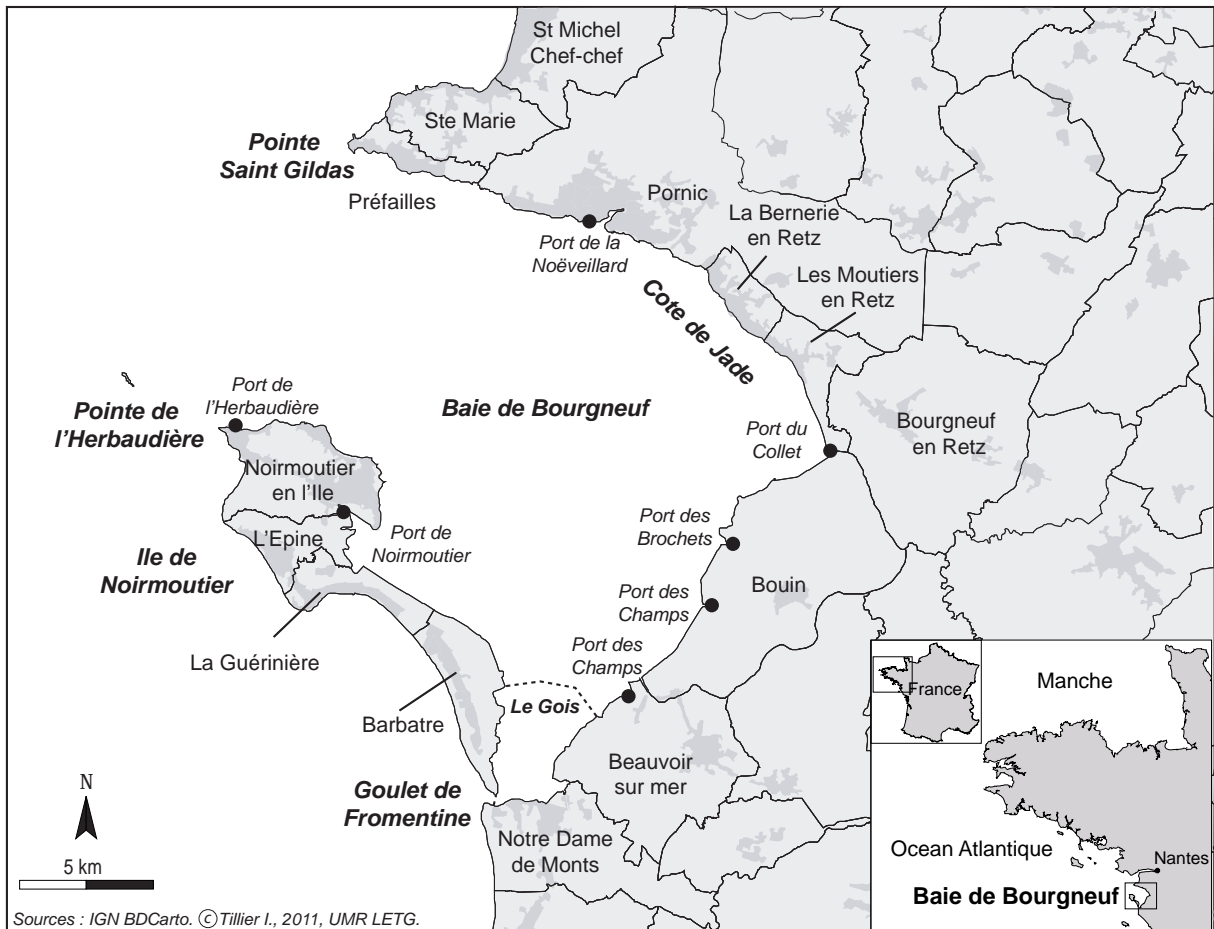 St Michel
Chef-chef
Ste Marie
Pointe
Saint Gildas
Préfailles
Pornic
Port de la
Noëveillard
La Bernerie
en Retz
Les Moutiers
en Retz
Cote de Jade
Port de
l'Herbaudière
Pointe de
l'Herbaudière
Baie de Bourgneuf
Bourgneuf
en Retz
Port du
Collet
Noirmoutier
en l'Ile
L'Epine
Port de
Noirmoutier
Ile de
Noirmoutier
Port des
Brochets
Bouin
Port des
Champs
La Guérinière
Port des
Champs
Le Gois
Barbatre
Beauvoir
sur mer
Goulet de
Fromentine
Notre Dame
de Monts
N
5 km
Sources : IGN BDCarto. ©Tillier I., 2011, UMR LETG.
France
Manche
Ocean Atlantique
Nantes
Baie de Bourgneuf